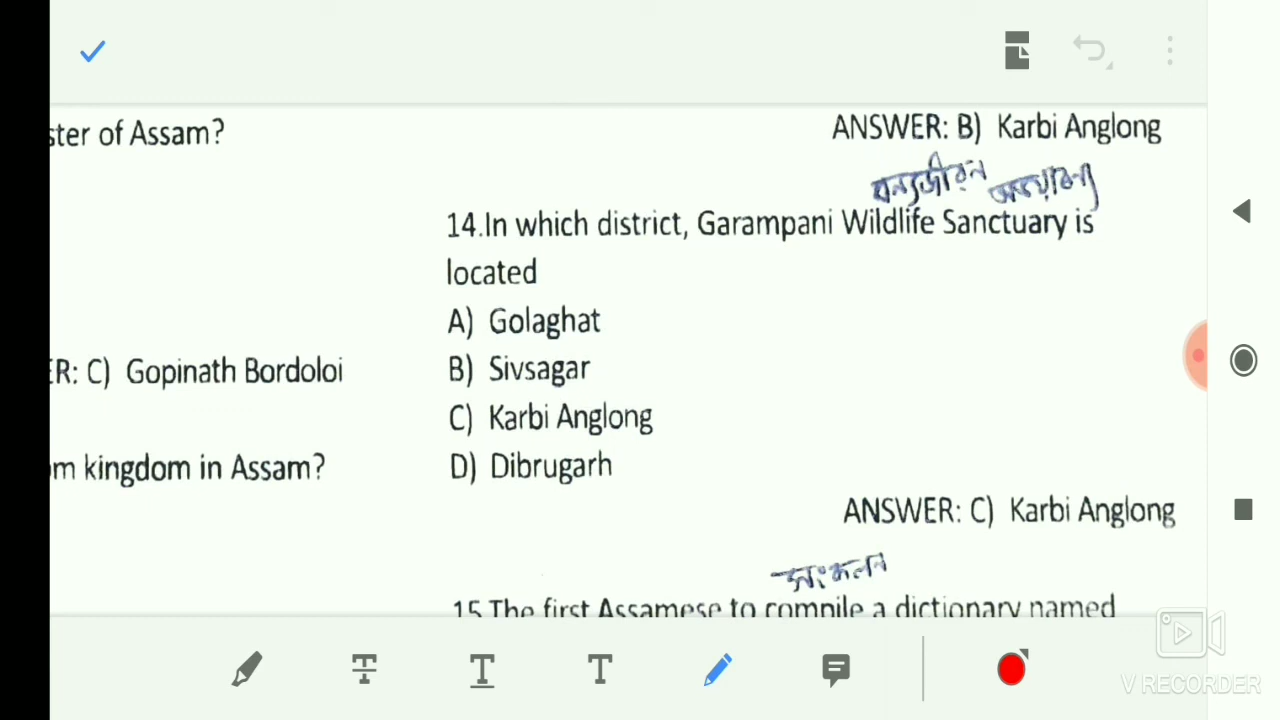 ster of Assam?
ER: C) Gopinath Bordoloi
om kingdom in Assam?
ANSWER: B) Karbi Anglong
বন্যজীৱন অভয়াৰণ্য
14.In which district, Garampani Wildlife Sanctuary is
located
A) Golaghat
B) Sivsagar
C) Karbi Anglong
D) Dibrugarh
ANSWER: C) Karbi Anglong
সংকলন
15.The first Assamese to compile a dictionary named
V RECORDER